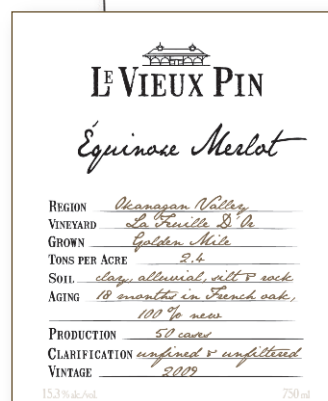 LE VIEUX PIN
Équinoxe Merlot
REGION Okanagan Valley
VINEYARD La Feuille D'Or
GROWN Golden Mile
TONS PER ACRE 2.4
SOIL clay, alluvial, silt & rock
AGING 18 months in French oak,
100% new
PRODUCTION 50 cases
CLARIFICATION unfined & unfiltered
VINTAGE 2009
15.3 % alc./vol. 750 ml